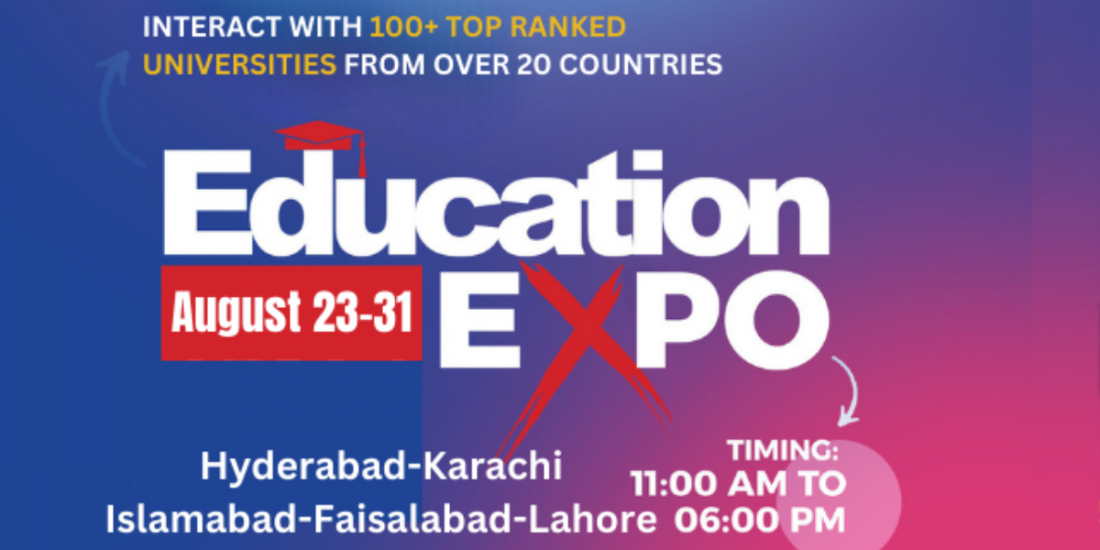 INTERACT WITH 100+ TOP RANKED
UNIVERSITIES FROM OVER 20 COUNTRIES
Education
August 23-31 EXPO
Hyderabad-Karachi
Islamabad-Faisalabad-Lahore
TIMING:
11:00 AM TO
06:00 PM